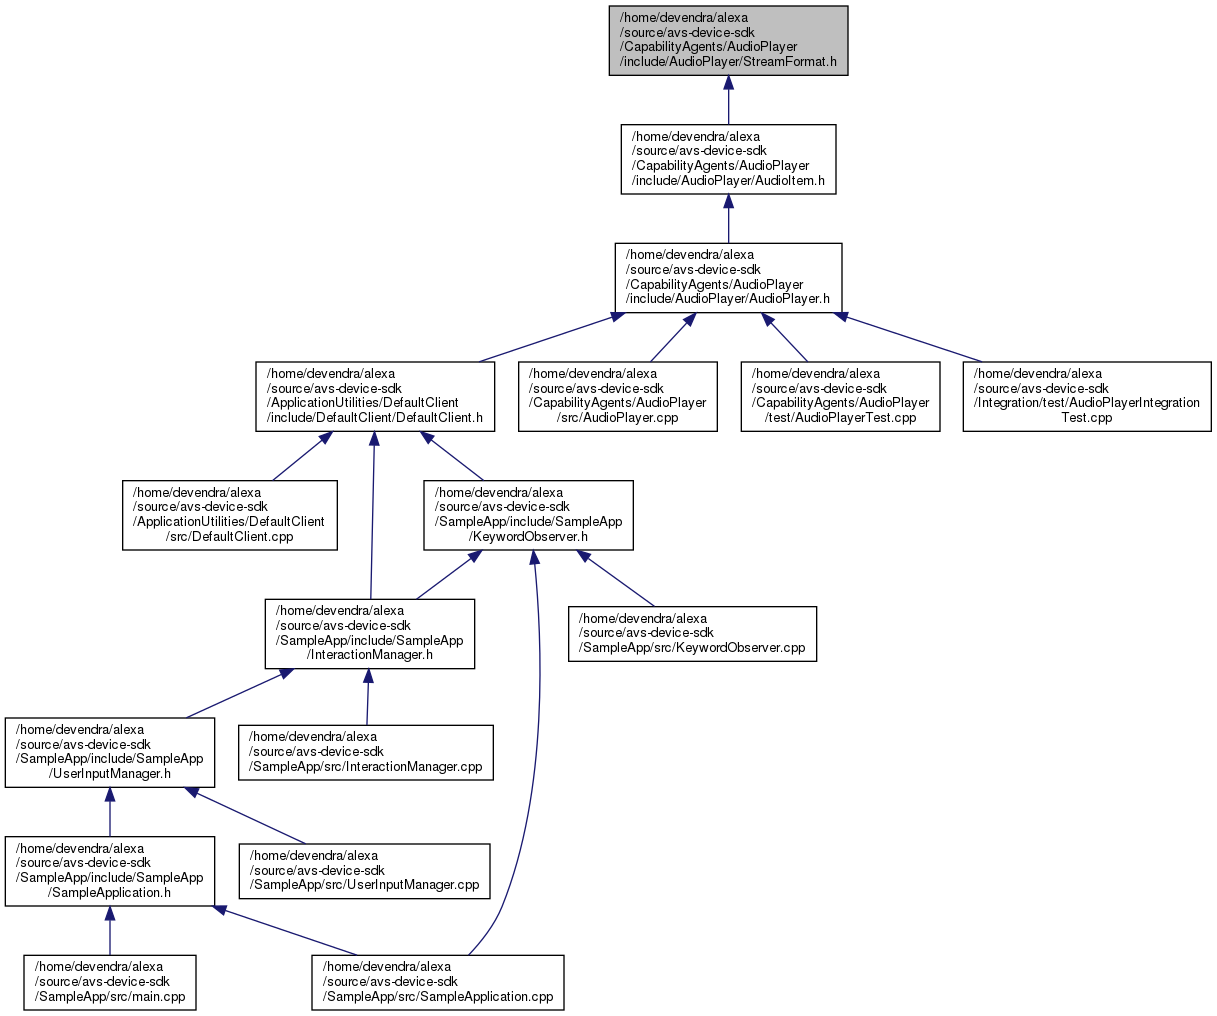 /home/devendra/alexa
/source/avs-device-sdk
/CapabilityAgents/AudioPlayer
/include/AudioPlayer/StreamFormat.h
/home/devendra/alexa
/source/avs-device-sdk
/CapabilityAgents/AudioPlayer
/include/AudioPlayer/AudioItem.h
/home/devendra/alexa
/source/avs-device-sdk
/CapabilityAgents/AudioPlayer
/include/AudioPlayer/AudioPlayer.h
/home/devendra/alexa
/source/avs-device-sdk
/ApplicationUtilities/DefaultClient
/include/DefaultClient/DefaultClient.h
/home/devendra/alexa
/source/avs-device-sdk
/CapabilityAgents/AudioPlayer
/src/AudioPlayer.cpp
/home/devendra/alexa
/source/avs-device-sdk
/CapabilityAgents/AudioPlayer
/test/AudioPlayerTest.cpp
/home/devendra/alexa
/source/avs-device-sdk
/Integration/test/AudioPlayerIntegration
Test.cpp
/home/devendra/alexa
/source/avs-device-sdk
/ApplicationUtilities/DefaultClient
/src/DefaultClient.cpp
/home/devendra/alexa
/source/avs-device-sdk
/SampleApp/include/SampleApp
/KeywordObserver.h
/home/devendra/alexa
/source/avs-device-sdk
/SampleApp/include/SampleApp
/InteractionManager.h
/home/devendra/alexa
/source/avs-device-sdk
/SampleApp/src/KeywordObserver.cpp
/home/devendra/alexa
/source/avs-device-sdk
/SampleApp/include/SampleApp
/UserInputManager.h
/home/devendra/alexa
/source/avs-device-sdk
/SampleApp/src/InteractionManager.cpp
/home/devendra/alexa
/source/avs-device-sdk
/SampleApp/include/SampleApp
/SampleApplication.h
/home/devendra/alexa
/source/avs-device-sdk
/SampleApp/src/UserInputManager.cpp
/home/devendra/alexa
/source/avs-device-sdk
/SampleApp/src/main.cpp
/home/devendra/alexa
/source/avs-device-sdk
/SampleApp/src/SampleApplication.cpp